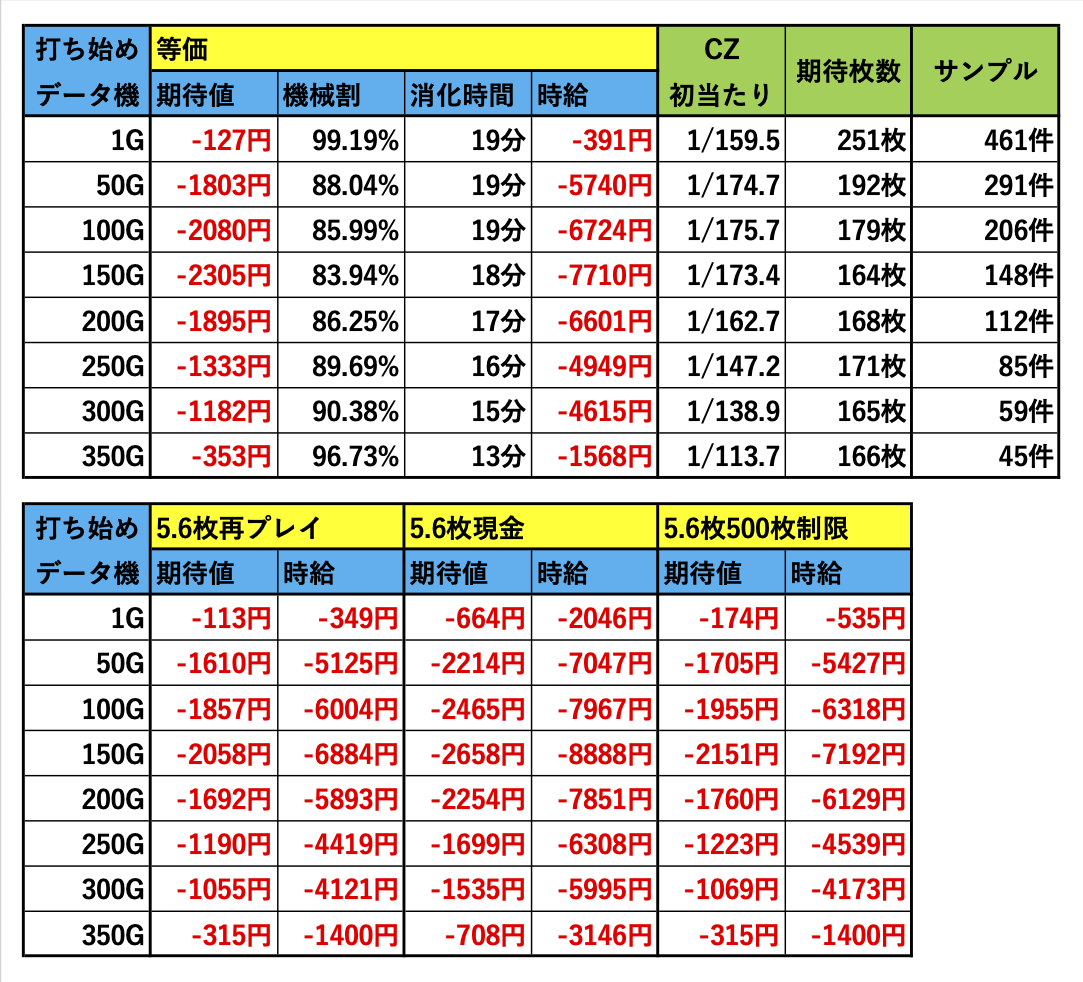 打ち始め 等価 CZ 期待枚数 サンプル
データ機 期待値 機械割 消化時間 時給 初当たり
1G -127円 99.19% 19分 -391円 1/159.5 251枚 461件
50G -1803円 88.04% 19分 -5740円 1/174.7 192枚 291件
100G -2080円 85.99% 19分 -6724円 1/175.7 179枚 206件
150G -2305円 83.94% 18分 -7710円 1/173.4 164枚 148件
200G -1895円 86.25% 17分 -6601円 1/162.7 168枚 112件
250G -1333円 89.69% 16分 -4949円 1/147.2 171枚 85件
300G -1182円 90.38% 15分 -4615円 1/138.9 165枚 59件
350G -353円 96.73% 13分 -1568円 1/113.7 166枚 45件
打ち始め 5.6枚再プレイ 5.6枚現金 5.6枚500枚制限
データ機 期待値 時給 期待値 時給 期待値 時給
1G -113円 -349円 -664円 -2046円 -174円 -535円
50G -1610円 -5125円 -2214円 -7047円 -1705円 -5427円
100G -1857円 -6004円 -2465円 -7967円 -1955円 -6318円
150G -2058円 -6884円 -2658円 -8888円 -2151円 -7192円
200G -1692円 -5893円 -2254円 -7851円 -1760円 -6129円
250G -1190円 -4419円 -1699円 -6308円 -1223円 -4539円
300G -1055円 -4121円 -1535円 -5995円 -1069円 -4173円
350G -315円 -1400円 -708円 -3146円 -315円 -1400円